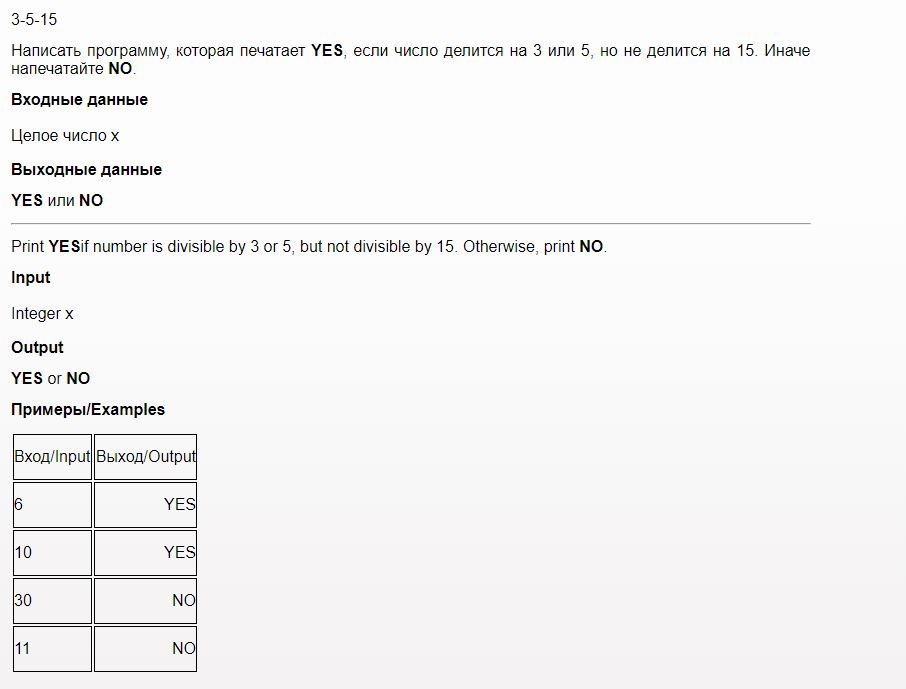 3-5-15
Написать программу, которая печатает YES, если число делится на 3 или 5, но не делится на 15. Иначе
напечатайте NO.
Входные данные
Целое число x
Выходные данные
YES или NO
Print YESif number is divisible by 3 or 5, but not divisible by 15. Otherwise, print NO.
Input
Integer x
Output
YES or NO
Примеры/Examples
Вход/Input Выход/Output
6 YES
10 YES
30 NO
11 NO